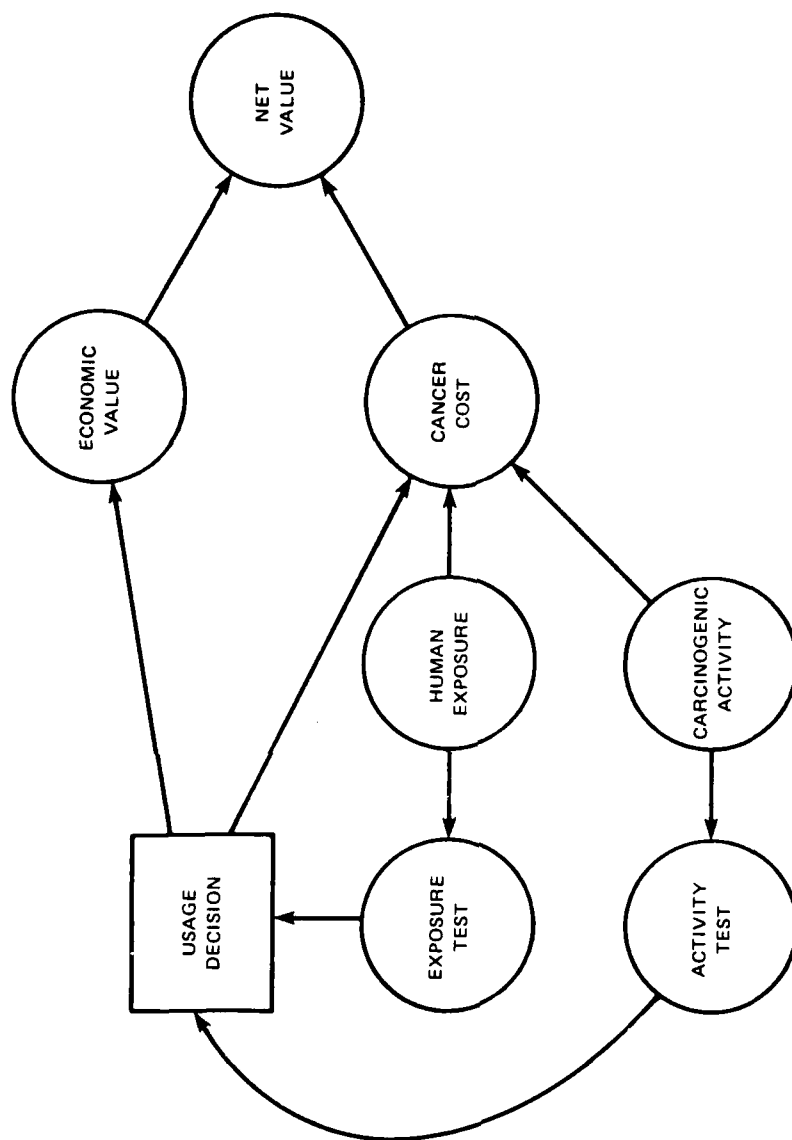 USAGE
DECISION
ECONOMIC
VALUE
NET
VALUE
EXPOSURE
TEST
HUMAN
EXPOSURE
CANCER
COST
ACTIVITY
TEST
CARCINOGENIC
ACTIVITY